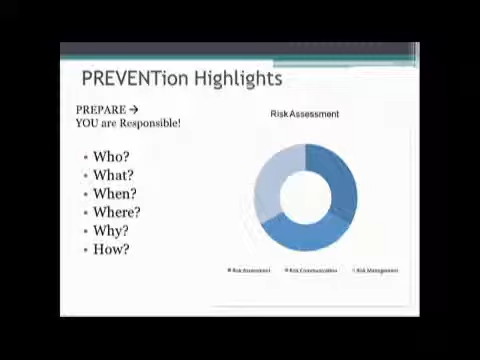 PREVENTion Highlights
PREPARE →
YOU are Responsible!
• Who?
• What?
• When?
• Where?
• Why?
• How?
Risk Assessment
Risk Assessment
Risk Communication
Risk Management